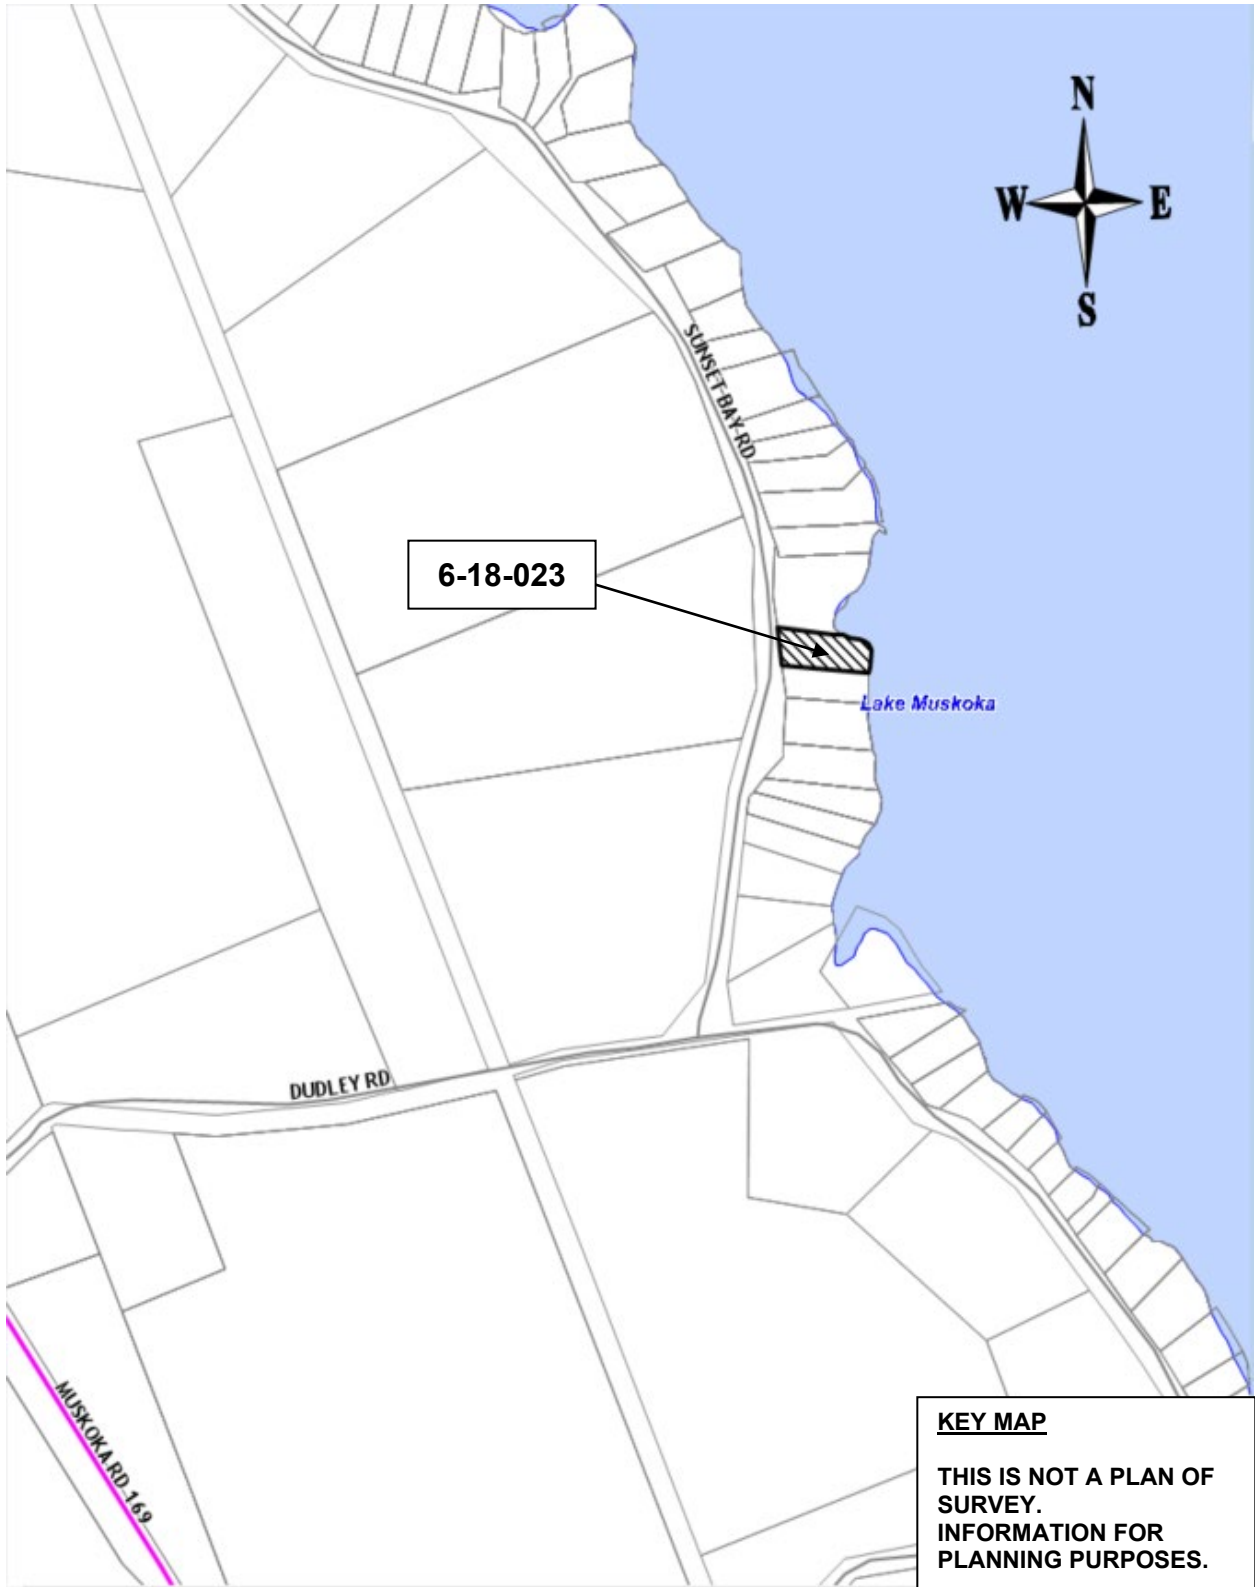 N
W E
S
SUNSET BAY RD
6-18-023
Lake Muskoka
DUDLEY RD
MUSKOKA RD 169
KEY MAP
THIS IS NOT A PLAN OF
SURVEY.
INFORMATION FOR
PLANNING PURPOSES.